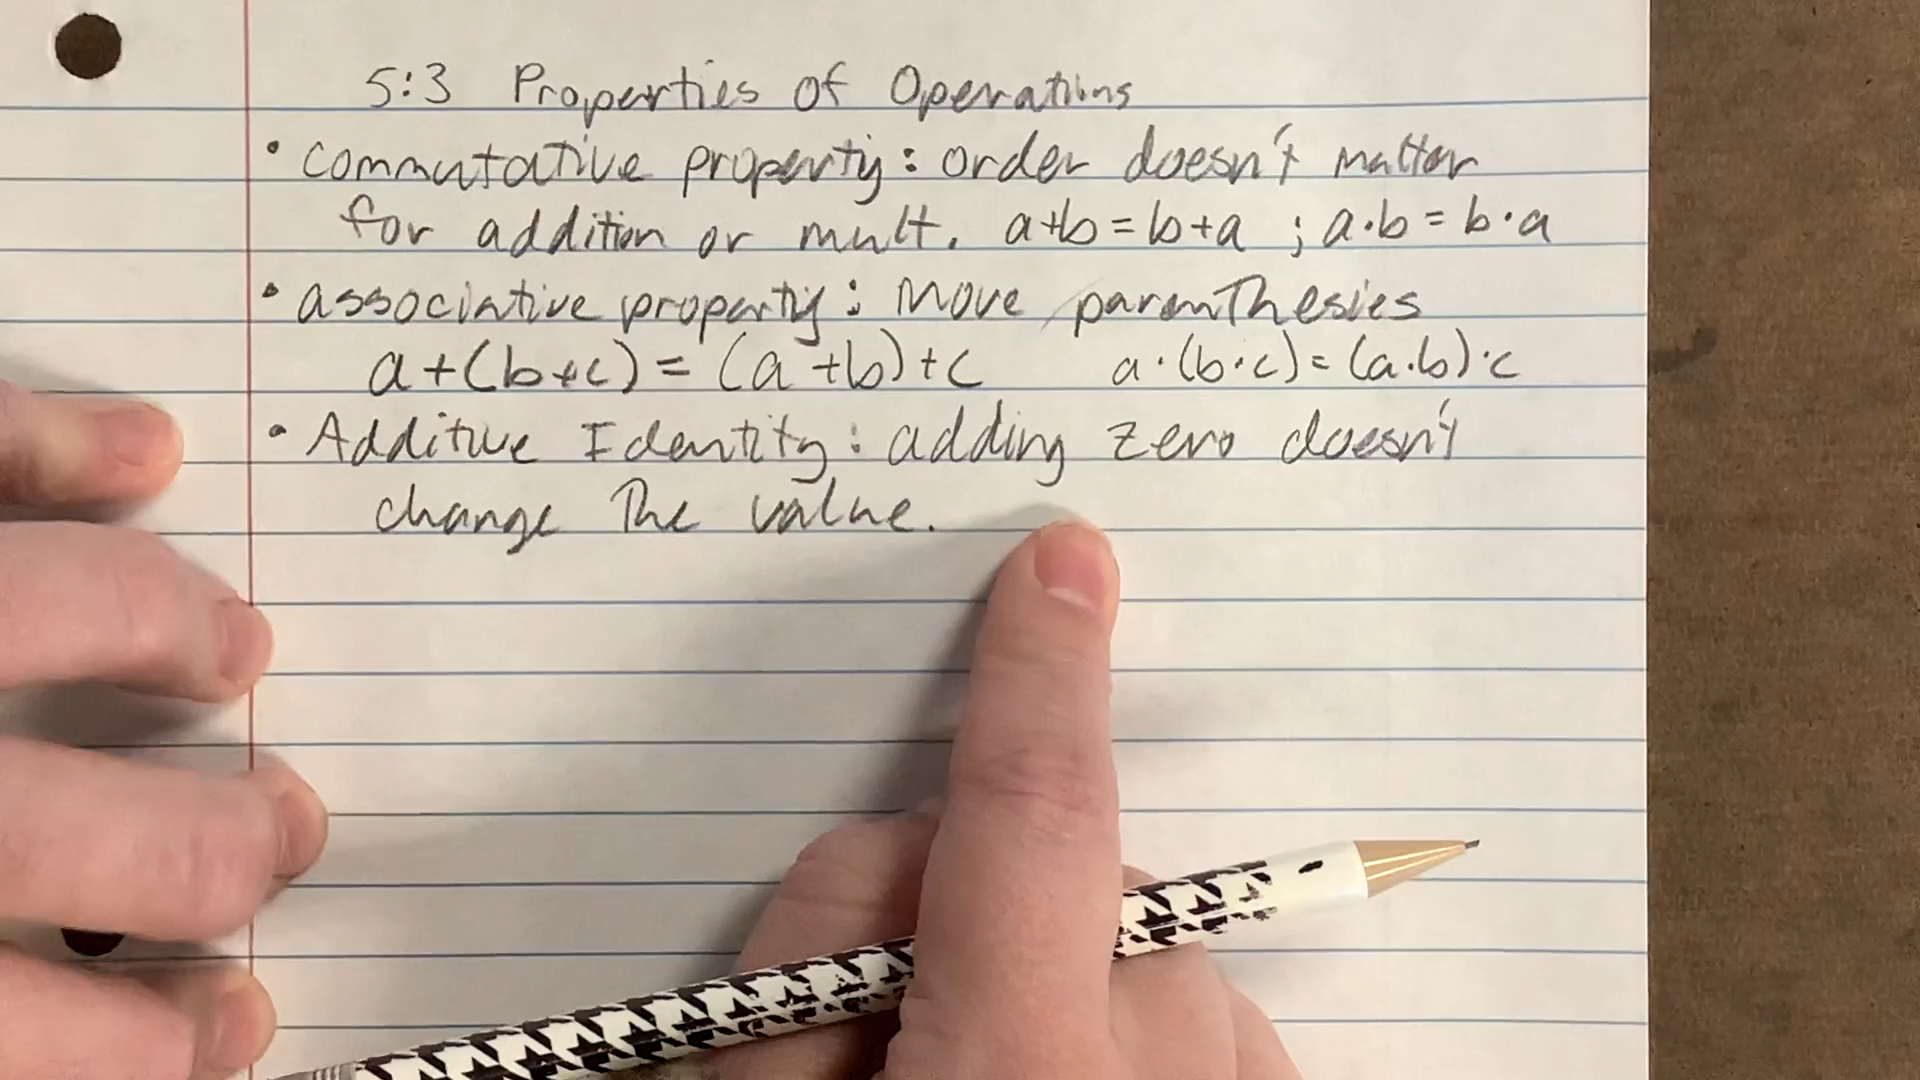 5:3 Properties of Operations
• commutative property: order doesn't matter
for addition or mult. a+b=b+a ; a·b=b·a
• associative property: Move parenthesies
a+(b+c)=(a+b)+c a·(b·c)=(a·b)·c
• Additive Identity: adding zero doesn't
change the value.